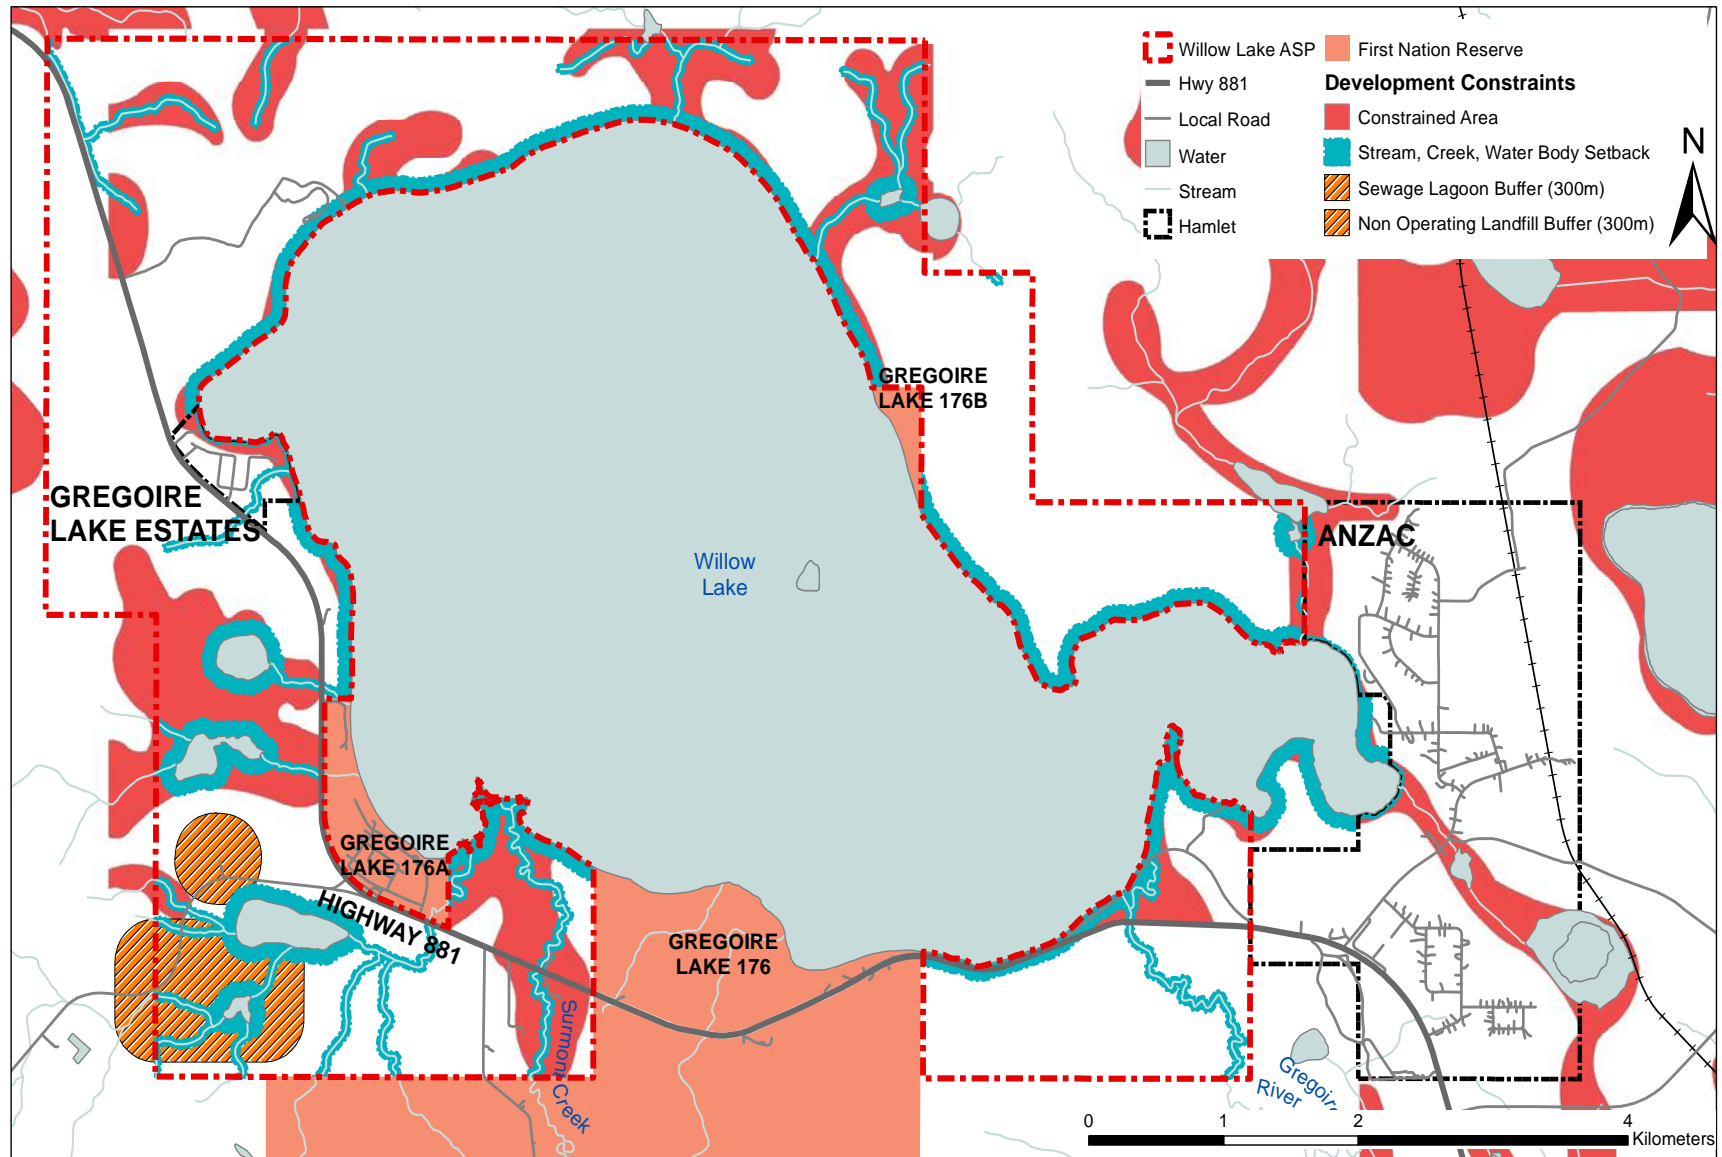 Willow Lake ASP
Hwy 881
Local Road
Water
Stream
Hamlet
First Nation Reserve
Development Constraints
Constrained Area
Stream, Creek, Water Body Setback
Sewage Lagoon Buffer (300m)
Non Operating Landfill Buffer (300m)
N
GREGOIRE
LAKE 176B
GREGOIRE
LAKE ESTATES
ANZAC
Willow
Lake
GREGOIRE
LAKE 176A
HIGHWAY 881
GREGOIRE
LAKE 176
Surmont Creek
Gregoire
River
0 1 2 4
Kilometers